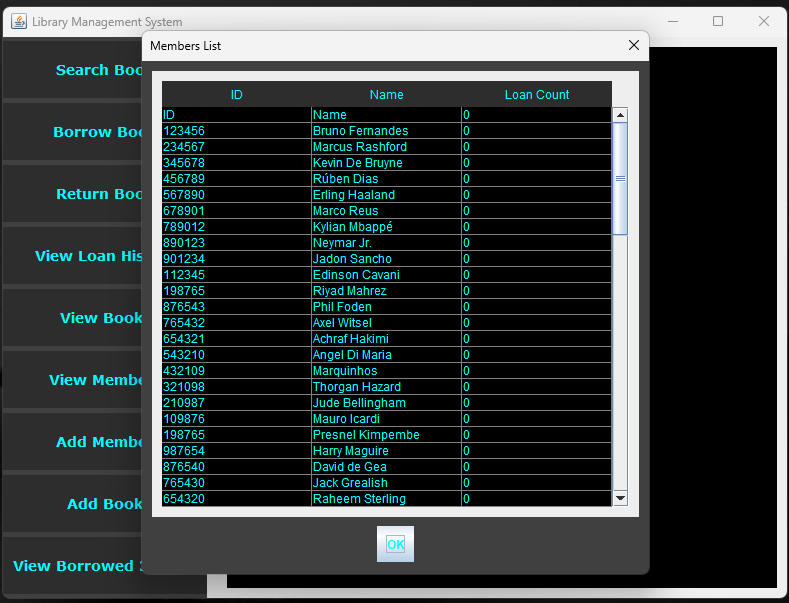 Library Management System
Members List
Search Boo
Borrow Boo
Return Boo
View Loan His
View Book
View Membe
Add Membe
Add Book
View Borrowed
ID Name Loan Count
ID Name 0
123456 Bruno Fernandes 0
234567 Marcus Rashford 0
345678 Kevin De Bruyne 0
456789 Rúben Dias 0
567890 Erling Haaland 0
678901 Marco Reus 0
789012 Kylian Mbappé 0
890123 Neymar Jr. 0
901234 Jadon Sancho 0
112345 Edinson Cavani 0
198765 Riyad Mahrez 0
876543 Phil Foden 0
765432 Axel Witsel 0
654321 Achraf Hakimi 0
543210 Angel Di Maria 0
432109 Marquinhos 0
321098 Thorgan Hazard 0
210987 Jude Bellingham 0
109876 Mauro Icardi 0
198765 Presnel Kimpembe 0
987654 Harry Maguire 0
876540 David de Gea 0
765430 Jack Grealish 0
654320 Raheem Sterling 0
OK